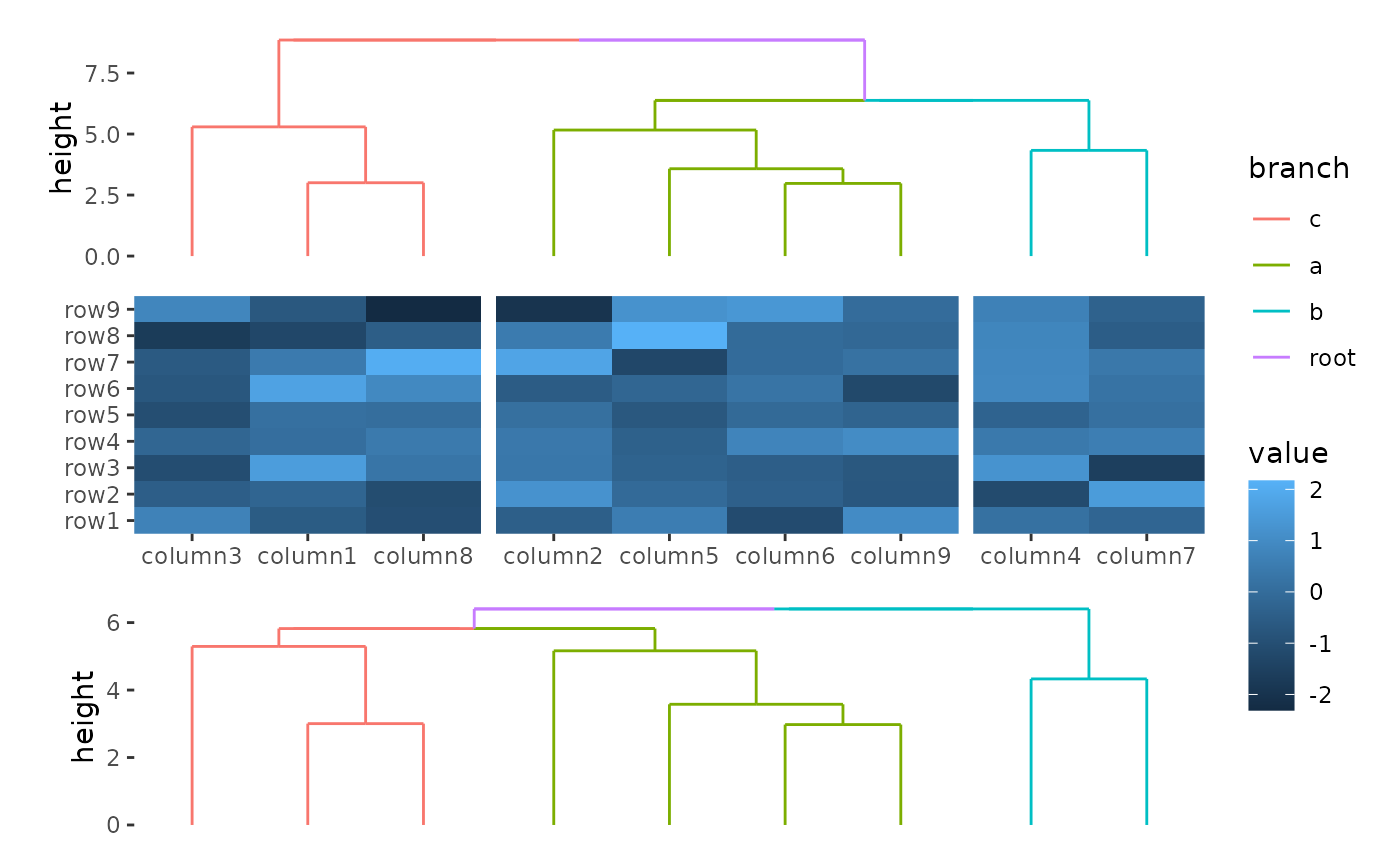 7.5
5.0
2.5
0.0
height
row9
row8
row7
row6
row5
row4
row3
row2
row1
column3 column1 column8 column2 column5 column6 column9 column4 column7
6
4
2
0
height
branch
c
a
b
root
value
2
1
0
-1
-2